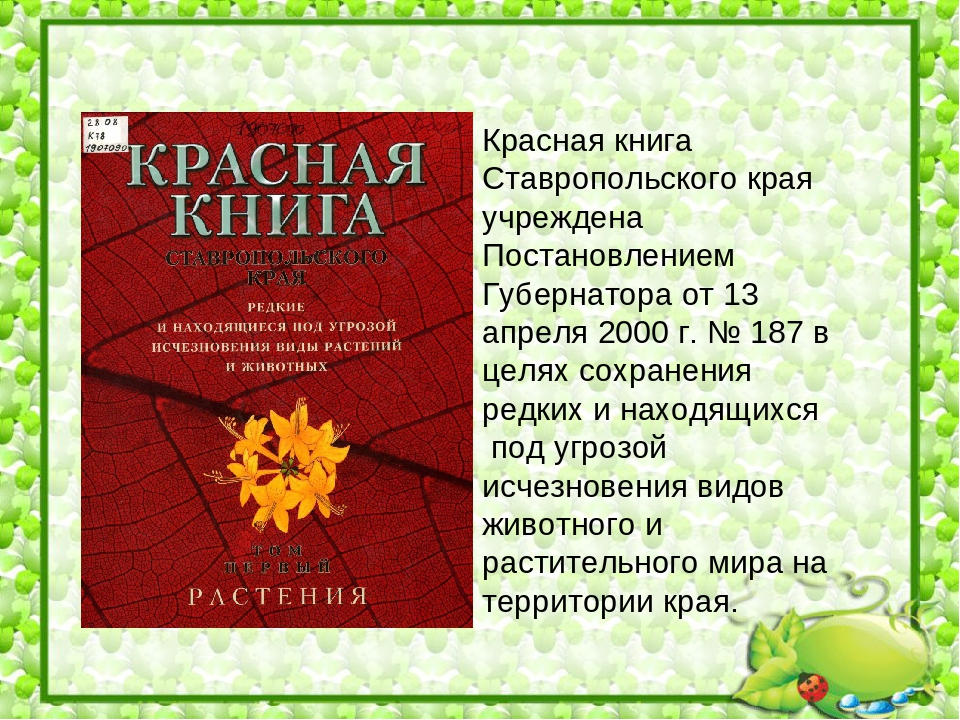 28.08
К78
1907090
1907090
КРАСНАЯ
КНИГА
СТАВРОПОЛЬСКОГО
КРАЯ
РЕДКИЕ
И НАХОДЯЩИЕСЯ ПОД УГРОЗОЙ
ИСЧЕЗНОВЕНИЯ ВИДЫ РАСТЕНИЙ
И ЖИВОТНЫХ
ТОМ
ПЕРВЫЙ
РАСТЕНИЯ
Красная книга
Ставропольского края
учреждена
Постановлением
Губернатора от 13
апреля 2000 г. № 187 в
целях сохранения
редких и находящихся
под угрозой
исчезновения видов
животного и
растительного мира на
территории края.